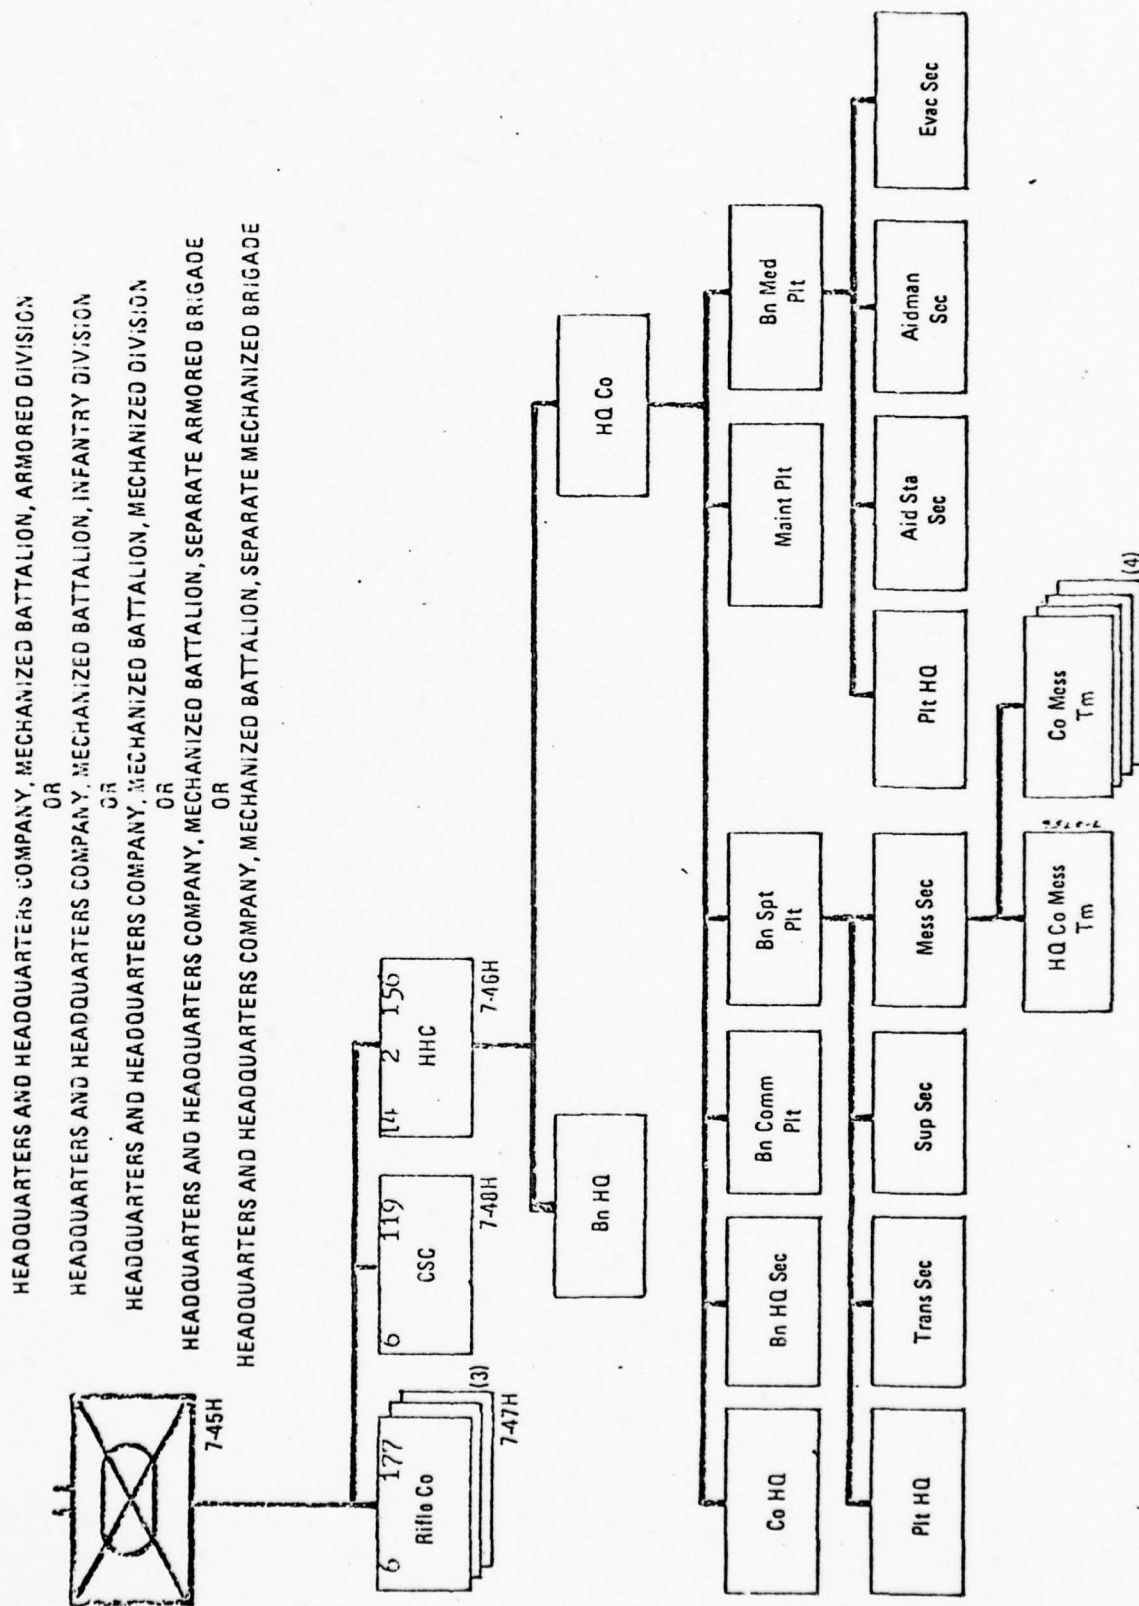 HEADQUARTERS AND HEADQUARTERS COMPANY, MECHANIZED BATTALION, ARMORED DIVISION
OR
HEADQUARTERS AND HEADQUARTERS COMPANY, MECHANIZED BATTALION, INFANTRY DIVISION
OR
HEADQUARTERS AND HEADQUARTERS COMPANY, MECHANIZED BATTALION, MECHANIZED DIVISION
OR
HEADQUARTERS AND HEADQUARTERS COMPANY, MECHANIZED BATTALION, SEPARATE ARMORED BRIGADE
OR
HEADQUARTERS AND HEADQUARTERS COMPANY, MECHANIZED BATTALION, SEPARATE MECHANIZED BRIGADE
7-45H
6 177
Rifle Co
(3)
7-47H
6 119
CSC
7-48H
14 2 156
HHC
7-46H
Bn HQ
HQ Co
Co HQ
Bn HQ Sec
Bn Comm
Plt
Bn Spt
Plt
Maint Plt
Bn Med
Plt
Plt HQ
Trans Sec
Sup Sec
Mess Sec
Plt HQ
Aid Sta
Sec
Aidman
Sec
Evac Sec
HQ Co Mess
Tm
Co Mess
Tm
(4)